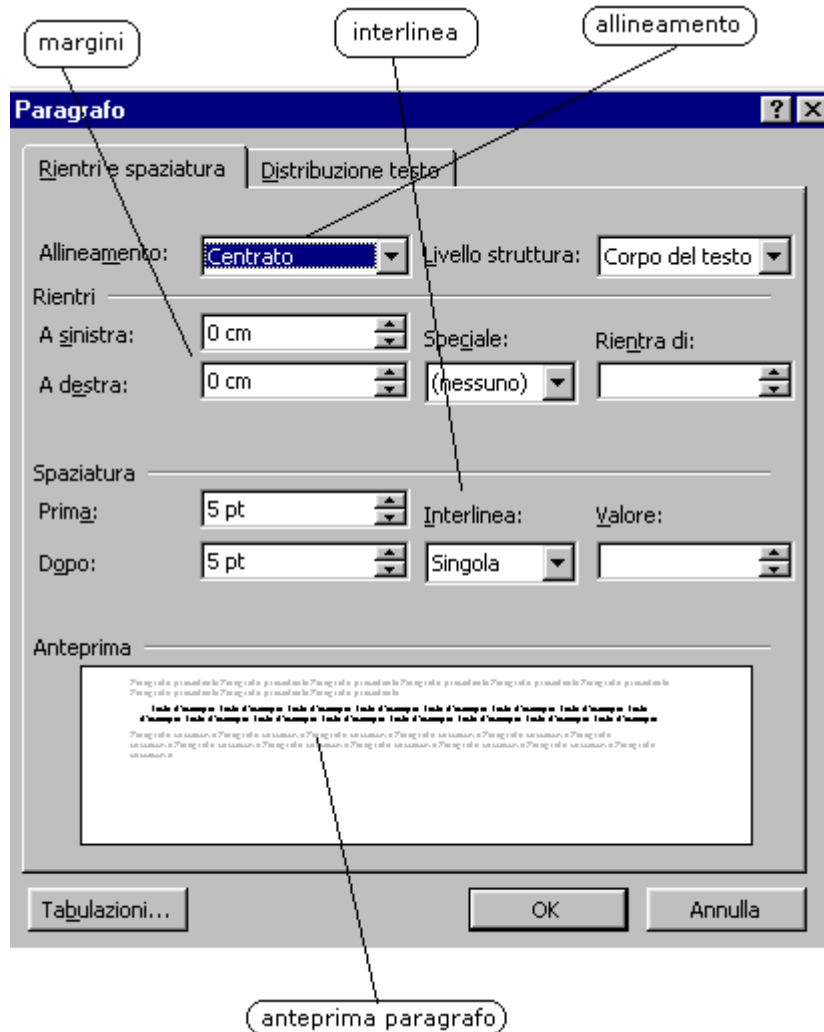 margini
interlinea
allineamento
Paragrafo
Rientri e spaziatura
Distribuzione testo
Allineamento:
Centrato
Livello struttura:
Corpo del testo
Rientri
A sinistra:
0 cm
Speciale:
Rientra di:
A destra:
0 cm
(nessuno)
Spaziatura
Prima:
5 pt
Interlinea:
Valore:
Dopo:
5 pt
Singola
Anteprima
Tabulazioni...
OK
Annulla
anteprima paragrafo